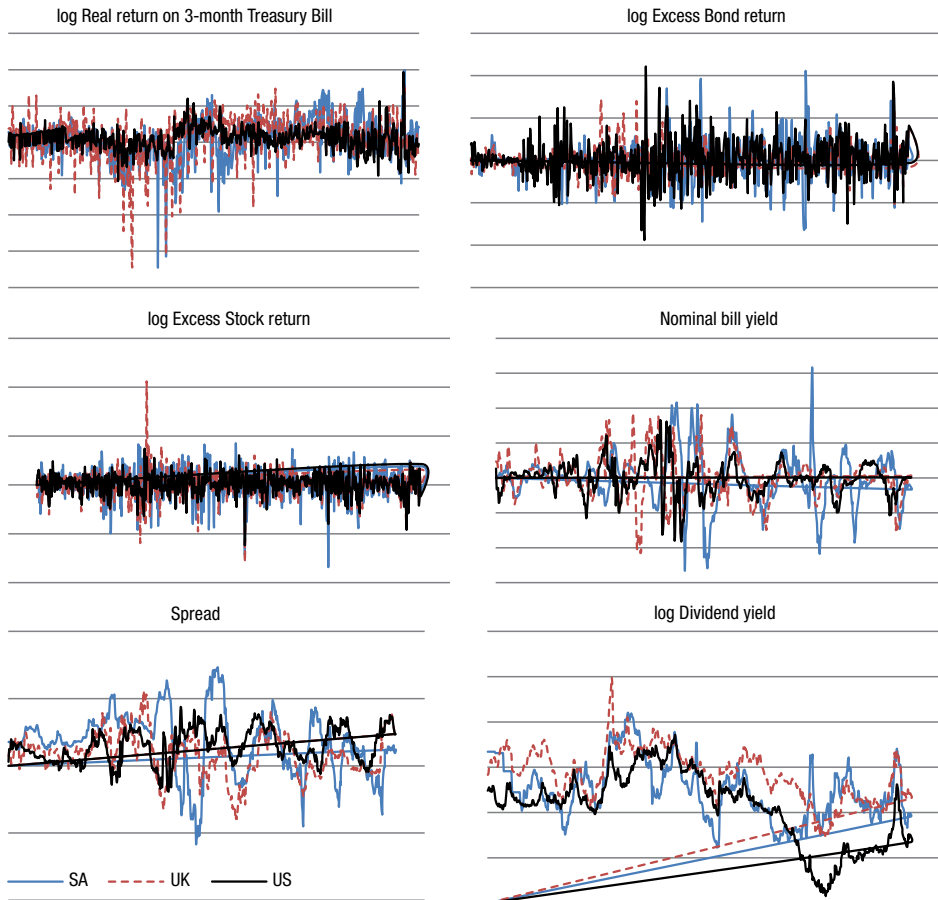 log Real return on 3-month Treasury Bill
log Excess Bond return
log Excess Stock return
Nominal bill yield
Spread
log Dividend yield
SA
UK
US